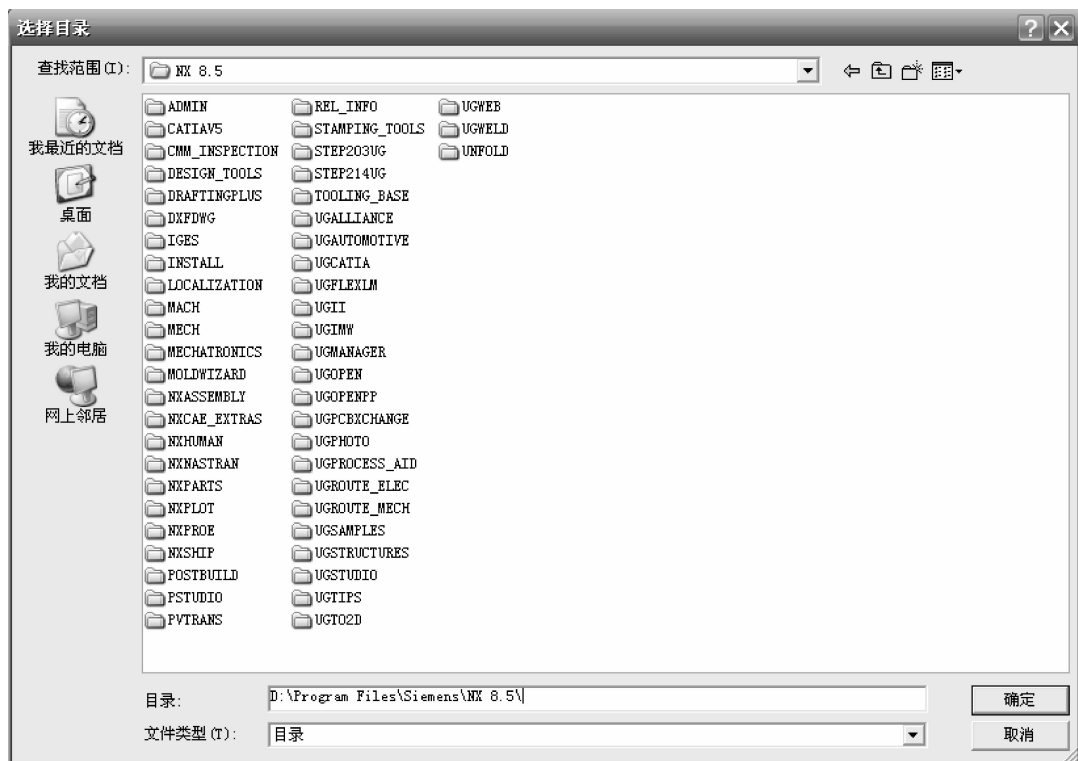 选择目录
查找范围(I):
NX 8.5
我最近的文档
桌面
我的文档
我的电脑
网上邻居
ADMIN
CATIAV5
CMM_INSPECTION
DESIGN_TOOLS
DRAFTINGPLUS
DXFDWG
IGES
INSTALL
LOCALIZATION
MACH
MECH
MECHATRONICS
MOLDWIZARD
NXASSEMBLY
NXCAE_EXTRAS
NXHUMAN
NXNASTRAN
NXPARTS
NXPLOT
NXPROE
NXSHIP
POSTBUILD
PSTUDIO
PVTRANS
REL_INFO
STAMPING_TOOLS
STEP203UG
STEP214UG
TOOLING_BASE
UGALLIANCE
UGAUTOMOTIVE
UGCATIA
UGFLEXLM
UGII
UGIMW
UGMANAGER
UGOPEN
UGOPENPP
UGPCBXCHANGE
UGPHOTO
UGPROCESS_AID
UGROUTE_ELEC
UGROUTE_MECH
UGSAMPLES
UGSTRUCTURES
UGSTUDIO
UGTIPS
UGTO2D
UGWEB
UGWELD
UNFOLD
目录:
D:\Program Files\Siemens\NX 8.5\
确定
文件类型(T):
目录
取消